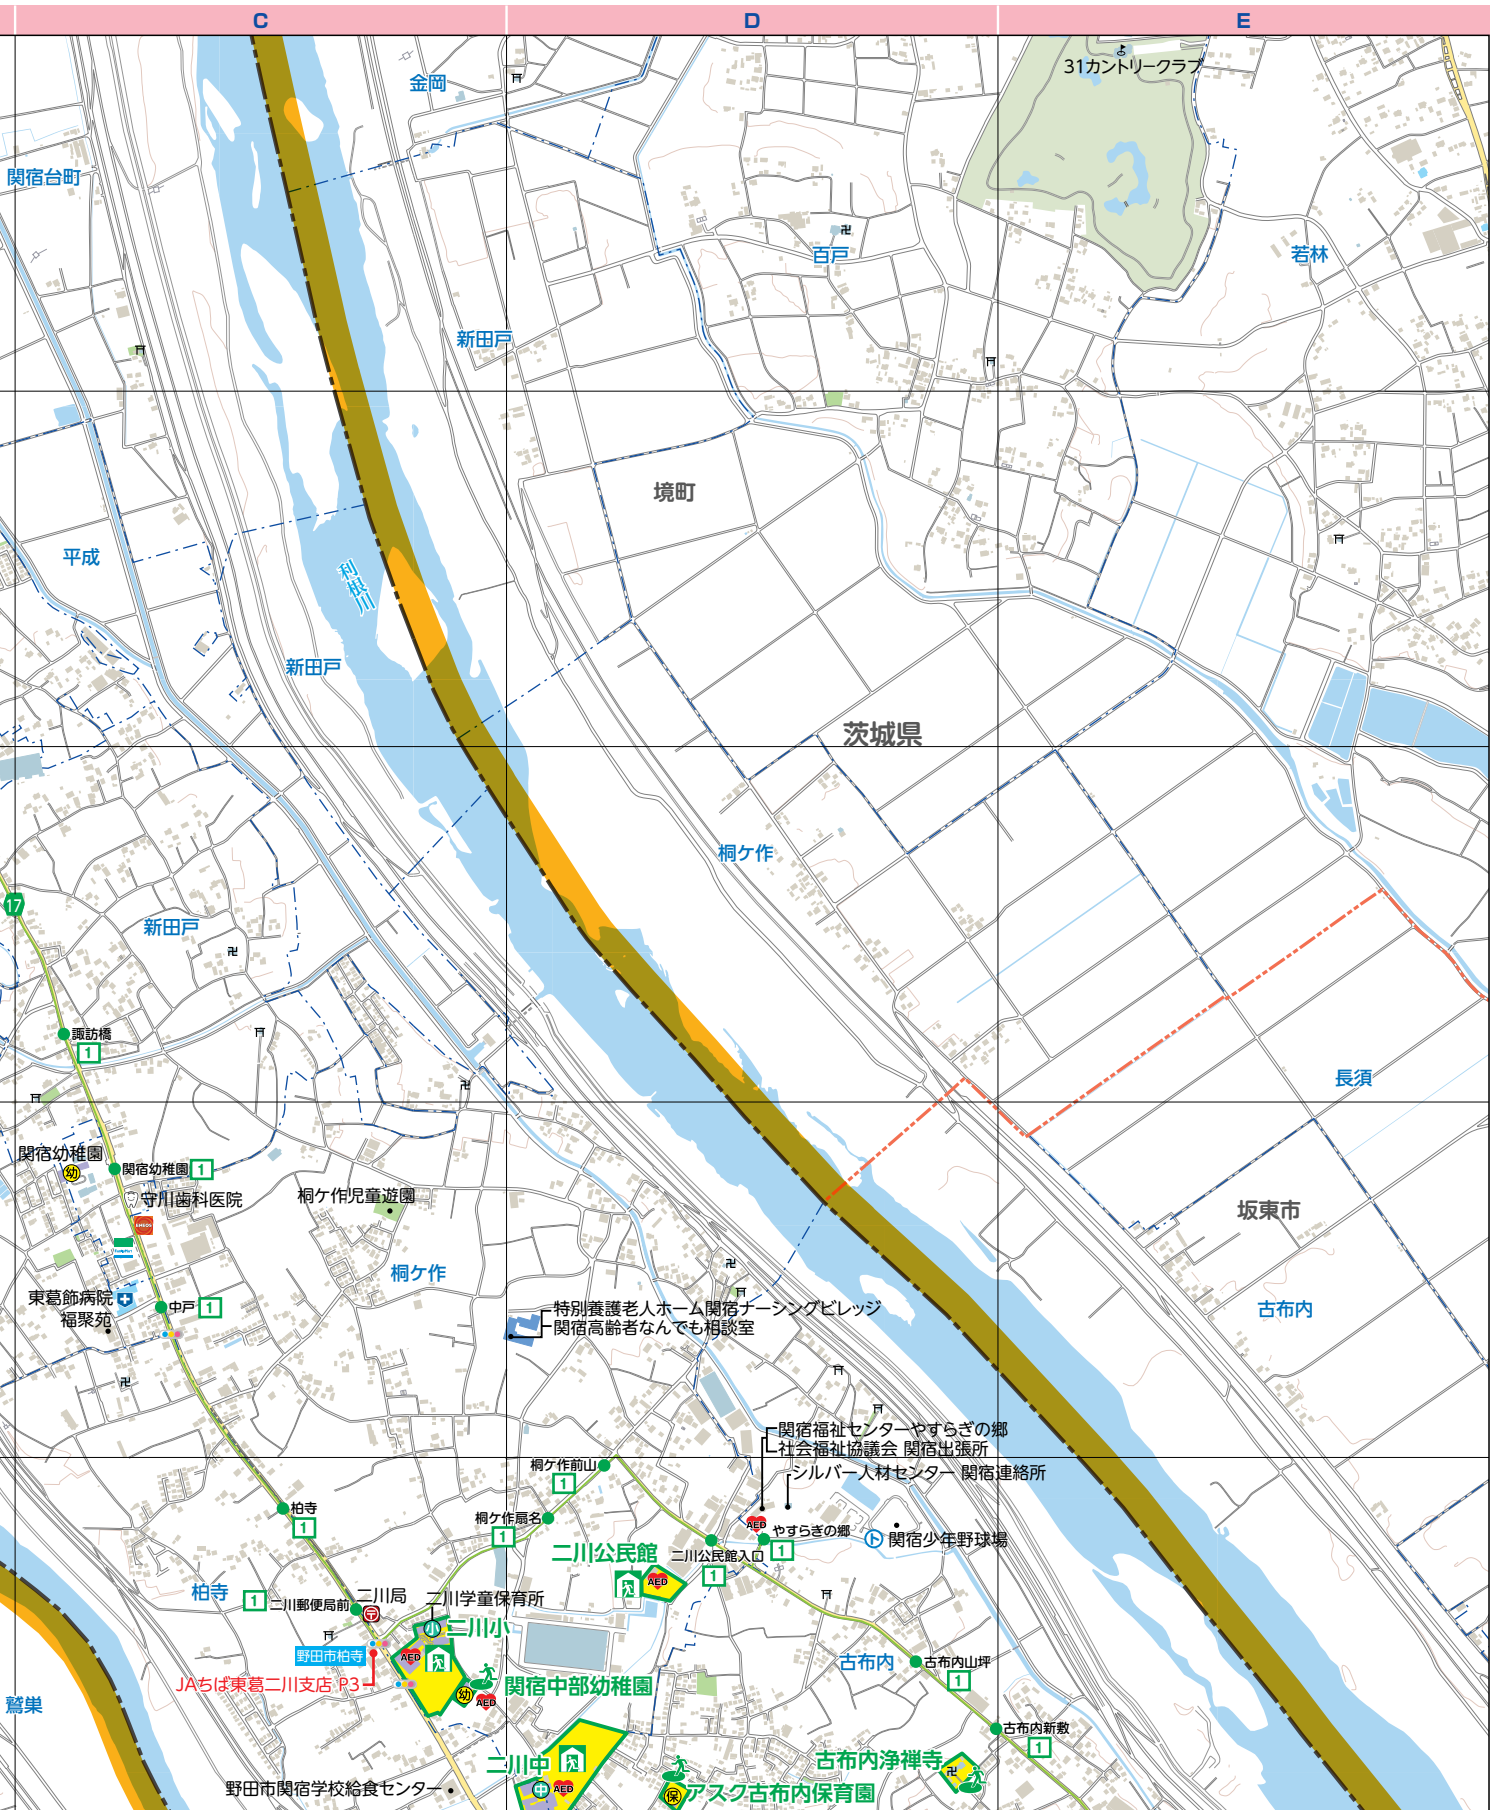 C D E
金岡
31カントリークラブ
関宿台町
百戸
若林
新田戸
境町
平成
利根川
新田戸
茨城県
桐ケ作
17
新田戸
諏訪橋
1
長須
関宿幼稚園
幼
関宿幼稚園 1
守川歯科医院
桐ケ作児童遊園
坂東市
ENEOS
FamilyMart
桐ケ作
東葛飾病院
福聚苑
中戸 1
特別養護老人ホーム関宿ナーシングビレッジ
関宿高齢者なんでも相談室
古布内
関宿福祉センターやすらぎの郷
社会福祉協議会 関宿出張所
シルバー人材センター 関宿連絡所
桐ケ作前山
1
柏寺
1
桐ケ作扇名
1
AED
やすらぎの郷
1
ト 関宿少年野球場
二川公民館
AED
二川公民館入口
1
柏寺
1
二川郵便局前
二川局
二川学童保育所
小 二川小
野田市柏寺
AED
JAちば東葛二川支店 P3
幼 AED
関宿中部幼稚園
古布内
古布内山坪
1
鷲巣
古布内新敷
1
二川中
中 AED
古布内浄禅寺
保
アスク古布内保育園
野田市関宿学校給食センター